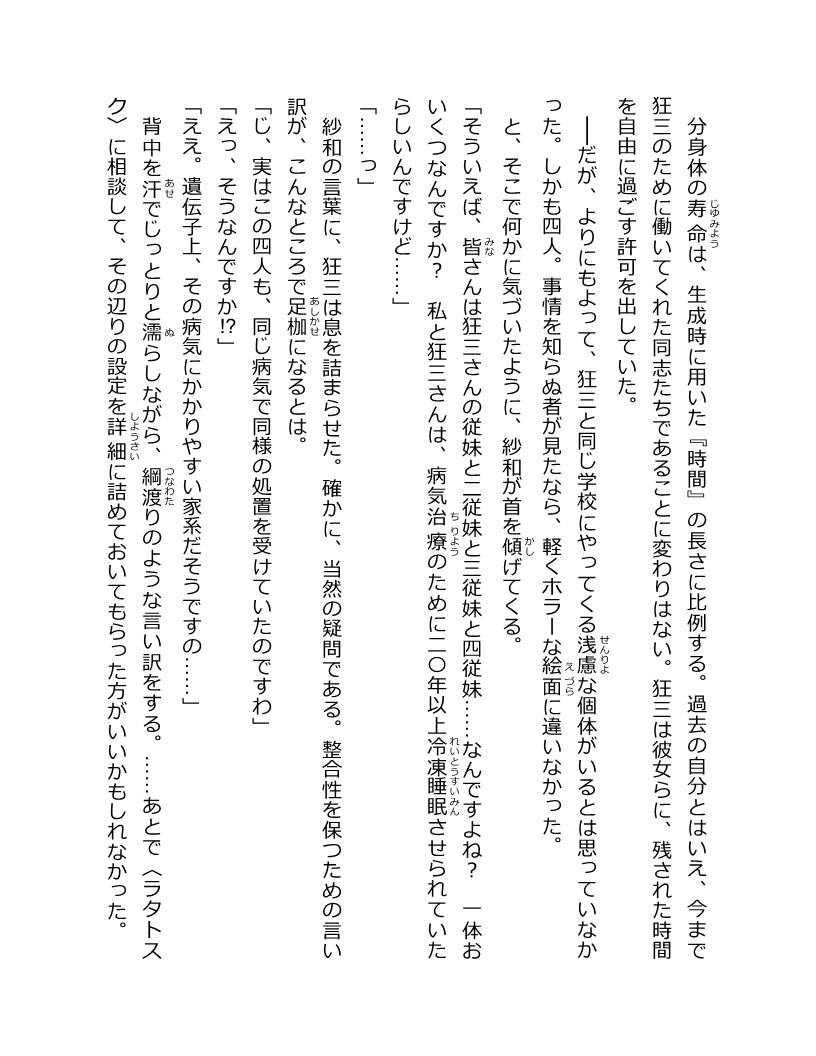 分身体の寿命は、生成時に用いた『時間』の長さに比例する。過去の自分とはいえ、今まで
狂三のために働いてくれた同志たちであることに変わりはない。狂三は彼女らに、残された時間
を自由に過ごす許可を出していた。
──だが、よりにもよって、狂三と同じ学校にやってくる浅慮な個体がいるとは思っていなか
った。しかも四人。事情を知らぬ者が見たなら、軽くホラーな絵面に違いなかった。
と、そこで何かに気づいたように、紗和が首を傾げてくる。
「そういえば、皆さんは狂三さんの従妹と二従妹と三従妹と四従妹……なんですよね？　一体お
いくつなんですか？　私と狂三さんは、病気治療のために二〇年以上冷凍睡眠させられていた
らしいんですけど……」
「……っ」
紗和の言葉に、狂三は息を詰まらせた。確かに、当然の疑問である。整合性を保つための言い
訳が、こんなところで足枷になるとは。
「じ、実はこの四人も、同じ病気で同様の処置を受けていたのですわ」
「えっ、そうなんですか!?」
「ええ。遺伝子上、その病気にかかりやすい家系だそうですの……」
背中を汗でじっとりと濡らしながら、綱渡りのような言い訳をする。……あとで〈ラタトス
ク〉に相談して、その辺りの設定を詳細に詰めておいてもらった方がいいかもしれなかった。